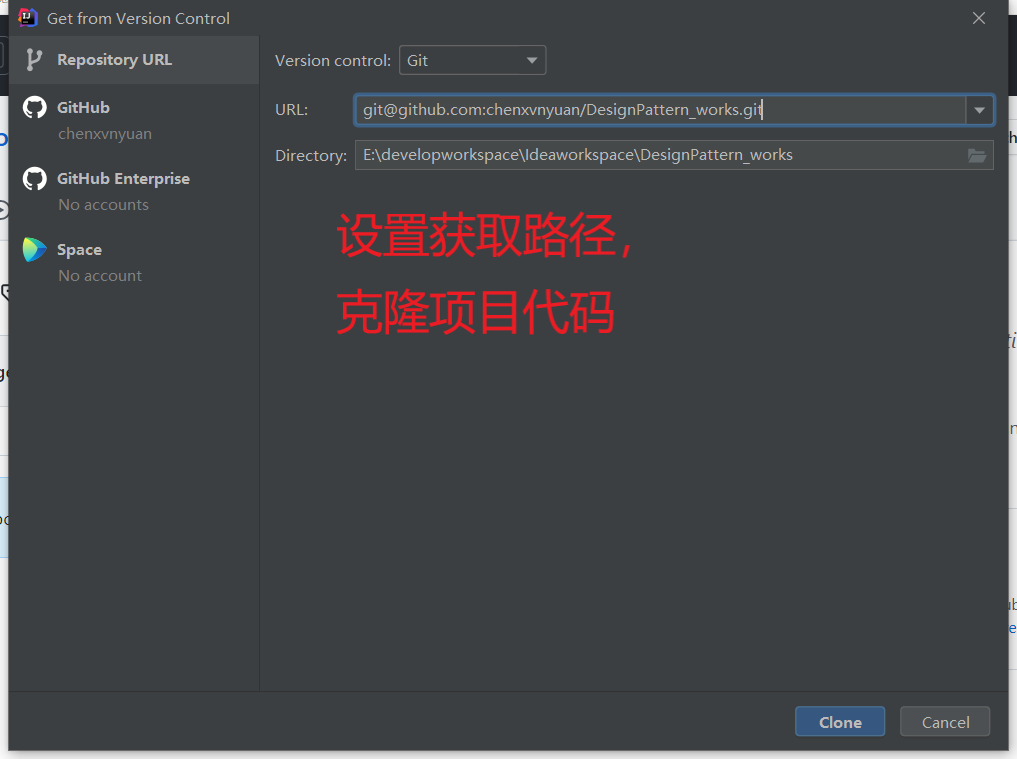 Get from Version Control
Repository URL
GitHub
chenxvnyuan
GitHub Enterprise
No accounts
Space
No account
Version control: Git
URL: git@github.com:chenxvnyuan/DesignPattern_works.git
Directory: E:\developworkspace\Ideaworkspace\DesignPattern_works
设置获取路径，
克隆项目代码
Clone Cancel